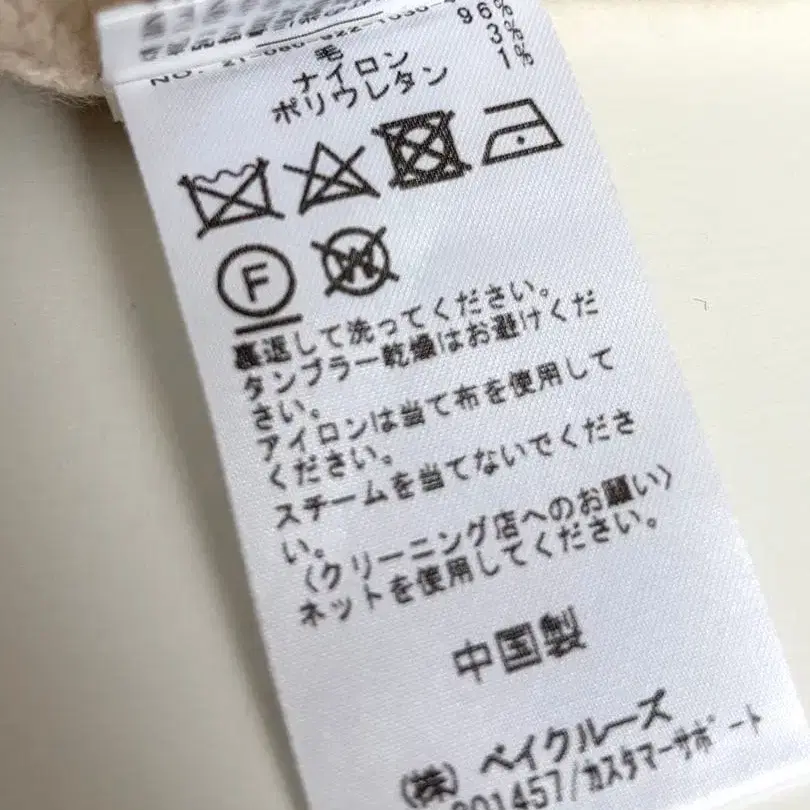 NO. 21-080-922-1030-
毛 96%
ナイロン 3%
ポリウレタン 1%
F
W
裏返して洗ってください。
タンブラー乾燥はお避けくだ
さい。
アイロンは当て布を使用して
ください。
スチームを当てないでくださ
い。
〈クリーニング店へのお願い〉
ネットを使用してください。
中国製
(株) ベイクルーズ
001457/カスタマーサポート